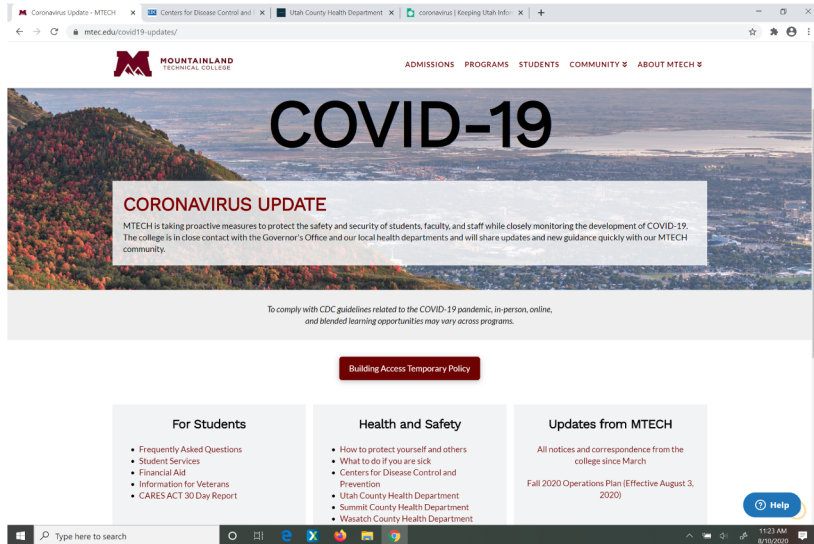 Coronavirus Update - MTECH
Centers for Disease Control and
Utah County Health Department
coronavirus | Keeping Utah Inform
mtec.edu/covid19-updates/
MOUNTAINLAND
TECHNICAL COLLEGE
ADMISSIONS PROGRAMS STUDENTS COMMUNITY ABOUT MTECH
COVID-19
CORONAVIRUS UPDATE
MTECH is taking proactive measures to protect the safety and security of students, faculty, and staff while closely monitoring the development of COVID-19.
The college is in close contact with the Governor's Office and our local health departments and will share updates and new guidance quickly with our MTECH
community.
To comply with CDC guidelines related to the COVID-19 pandemic, in-person, online,
and blended learning opportunities may vary across programs.
Building Access Temporary Policy
For Students
• Frequently Asked Questions
• Student Services
• Financial Aid
• Information for Veterans
• CARES ACT 30 Day Report
Health and Safety
• How to protect yourself and others
• What to do if you are sick
• Centers for Disease Control and
Prevention
• Utah County Health Department
• Summit County Health Department
• Wasatch County Health Department
Updates from MTECH
All notices and correspondence from the
college since March
Fall 2020 Operations Plan (Effective August 3,
2020)
Help
Type here to search
11:23 AM
8/10/2020